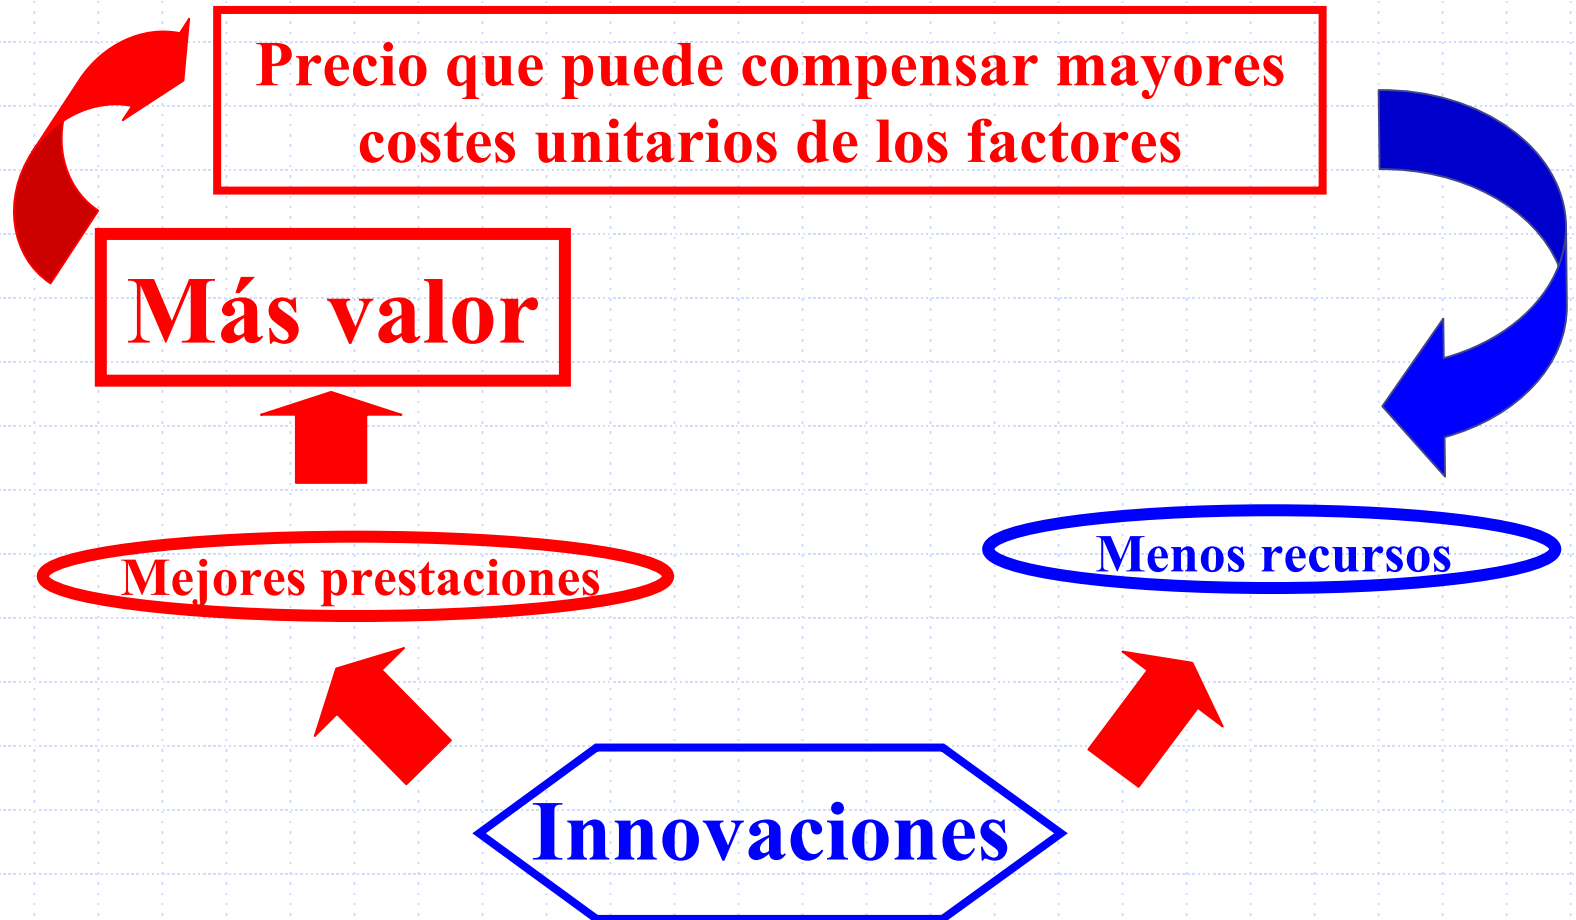 Precio que puede compensar mayores
costes unitarios de los factores
Más valor
Mejores prestaciones
Menos recursos
Innovaciones